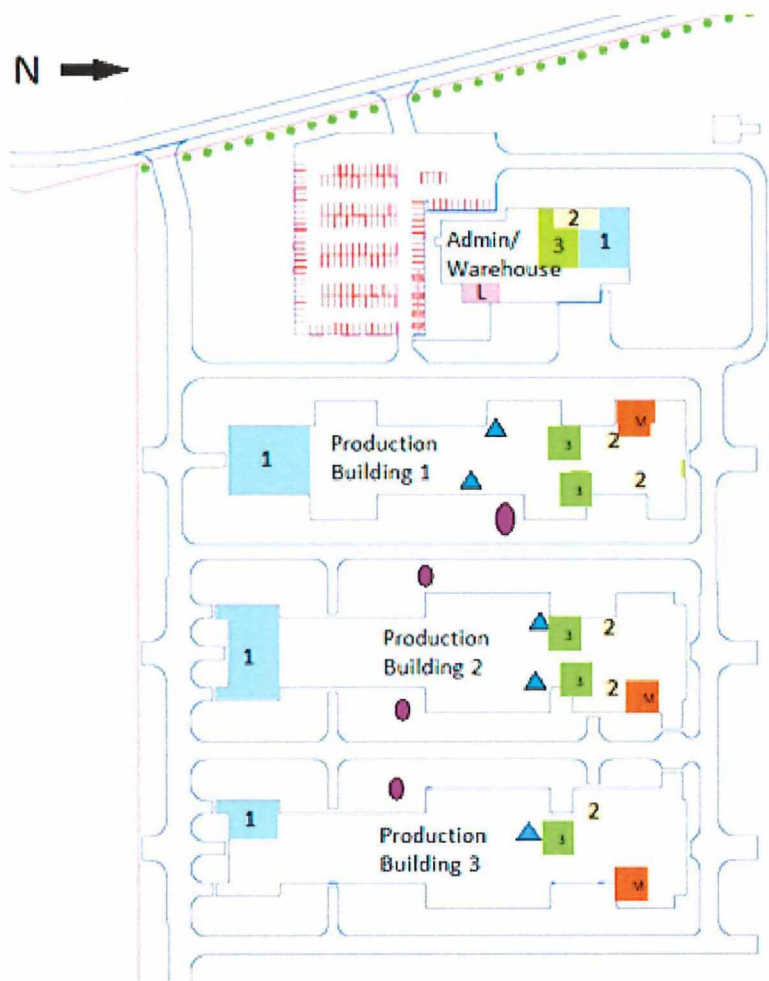 N
2
Admin/
3
1
Warehouse
L
M
Production
3
2
1
Building 1
3
2
Production
3
2
1
Building 2
3
2
M
2
1
Production
3
Building 3
M